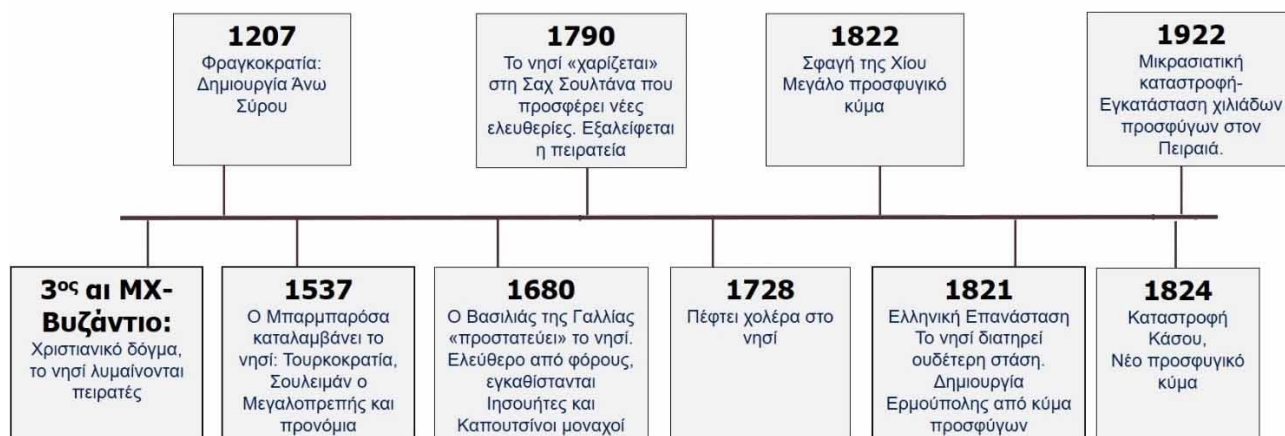 1207
Φραγκοκρατία:
Δημιουργία Άνω
Σύρου
1790
Το νησί «χαρίζεται»
στη Σαχ Σουλτάνα που
προσφέρει νέες
ελευθερίες. Εξαλείφεται
η πειρατεία
1822
Σφαγή της Χίου
Μεγάλο προσφυγικό
κύμα
1922
Μικρασιατική
καταστροφή-
Εγκατάσταση χιλιάδων
προσφύγων στον
Πειραιά.
3ος αι ΜΧ-
Βυζάντιο:
Χριστιανικό δόγμα,
το νησί λυμαίνονται
πειρατές
1537
Ο Μπαρμπαρόσα
καταλαμβάνει το
νησί: Τουρκοκρατία,
Σουλειμάν ο
Μεγαλοπρεπής και
προνόμια
1680
Ο Βασιλιάς της Γαλλίας
«προστατεύει» το νησί.
Ελεύθερο από φόρους,
εγκαθίστανται
Ιησουήτες και
Καπουτσίνοι μοναχοί
1728
Πέφτει χολέρα στο
νησί
1821
Ελληνική Επανάσταση
Το νησί διατηρεί
ουδέτερη στάση.
Δημιουργία
Ερμούπολης από κύμα
προσφύγων
1824
Καταστροφή
Κάσου,
Νέο προσφυγικό
κύμα